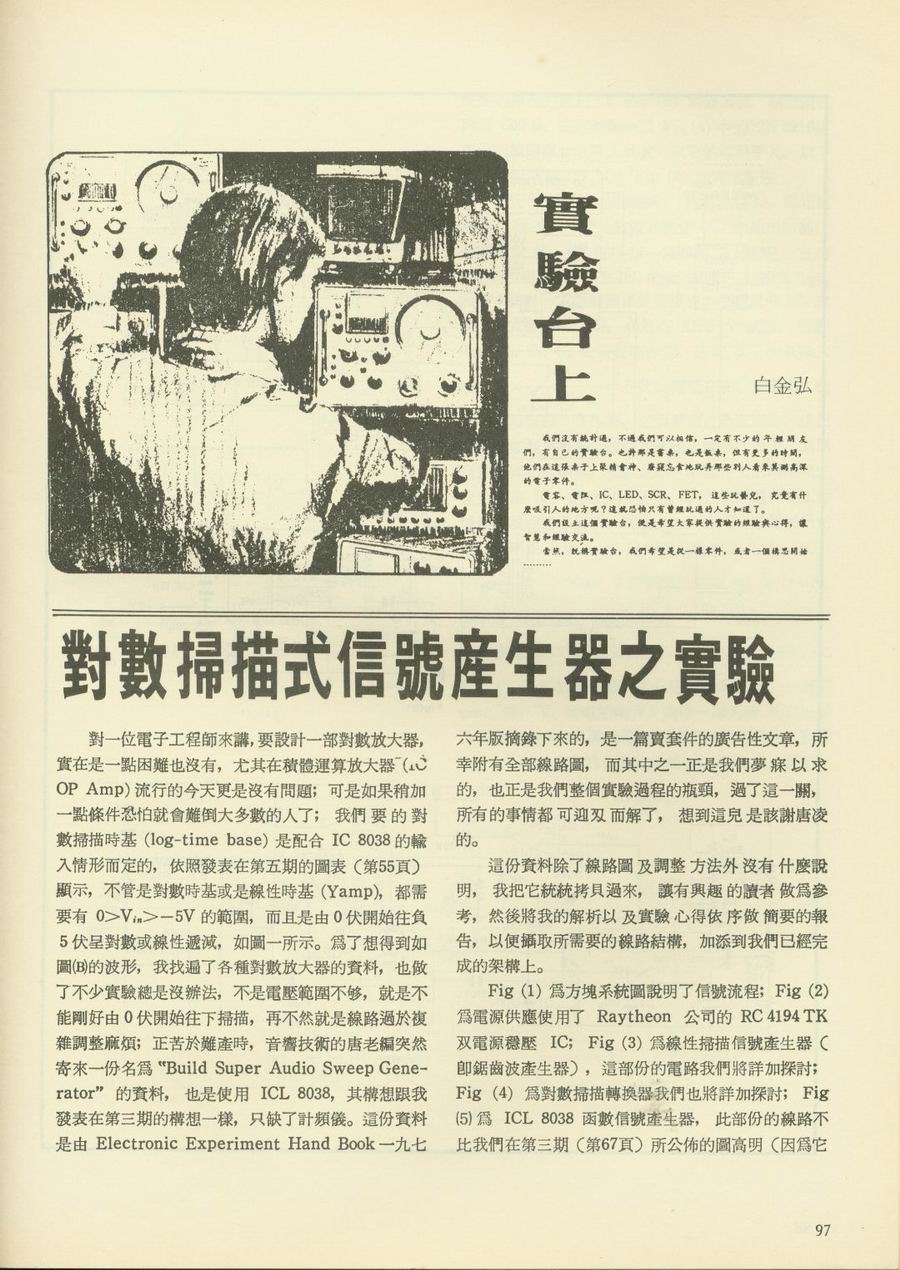 實驗台上
白金弘
我們沒有統計過，不過我們可以相信，一定有不少的年輕朋友
們，有自己的實驗台。也許那是書桌，也是飯桌，但有更多的時間，
他們在這張桌子上聚精會神、廢寢忘食地玩弄那些別人看來莫測高深
的電子零件。
電容、電阻、IC、LED、SCR、FET，這些玩藝兒，究竟有什
麼吸引人的地方呢？這就恐怕只有曾經玩過的人才知道了。
我們設立這個實驗台，便是希望大家提供實驗的經驗與心得，讓
智慧和經驗交流。
當然，既構實驗台，我們希望是從一樣零件，或者一個構思開始
………
對數掃描式信號產生器之實驗
對一位電子工程師來講，要設計一部對數放大器，
實在是一點困難也沒有，尤其在積體運算放大器（IC
OP Amp）流行的今天更是沒有問題；可是如果稍加
一點條件恐怕就會難倒大多數的人了；我們要的對
數掃描時基（log-time base）是配合 IC 8038 的輸
入情形而定的，依照發表在第五期的圖表（第55頁）
顯示，不管是對數時基或是線性時基（Yamp），都需
要有 0>Vin>−5V 的範圍，而且是由 0 伏開始往負
5 伏呈對數或線性遞減，如圖一所示。爲了想得到如
圖(B)的波形，我找遍了各種對數放大器的資料，也做
了不少實驗總是沒辦法，不是電壓範圍不够，就是不
能剛好由 0 伏開始往下掃描，再不然就是線路過於複
雜調整麻煩；正苦於難產時，音響技術的唐老編突然
寄來一份名爲 “Build Super Audio Sweep Gene-
rator” 的資料，也是使用 ICL 8038，其構想跟我
發表在第三期的構想一樣，只缺了計頻儀。這份資料
是由 Electronic Experiment Hand Book 一九七
六年版摘錄下來的，是一篇賣套件的廣告性文章，所
幸附有全部線路圖，而其中之一正是我們夢寐以求
的，也正是我們整個實驗過程的瓶頸，過了這一關，
所有的事情都可迎刄而解了，想到這兒是該謝唐凌
的。
這份資料除了線路圖及調整方法外沒有什麽說
明，我把它統統拷貝過來，讓有興趣的讀者做爲參
考，然後將我的解析以及實驗心得依序做簡要的報
告，以便攝取所需要的線路結構，加添到我們已經完
成的架構上。
Fig (1) 爲方塊系統圖說明了信號流程；Fig (2)
爲電源供應使用了 Raytheon 公司的 RC 4194 TK
双電源穩壓 IC；Fig (3) 爲線性掃描信號產生器（
卽鋸齒波產生器），這部份的電路我們將詳加探討；
Fig (4) 爲對數掃描轉換器我們也將詳加探討；Fig
(5) 爲 ICL 8038 函數信號產生器，此部份的線路不
比我們在第三期（第67頁）所公佈的圖高明（因爲它
97